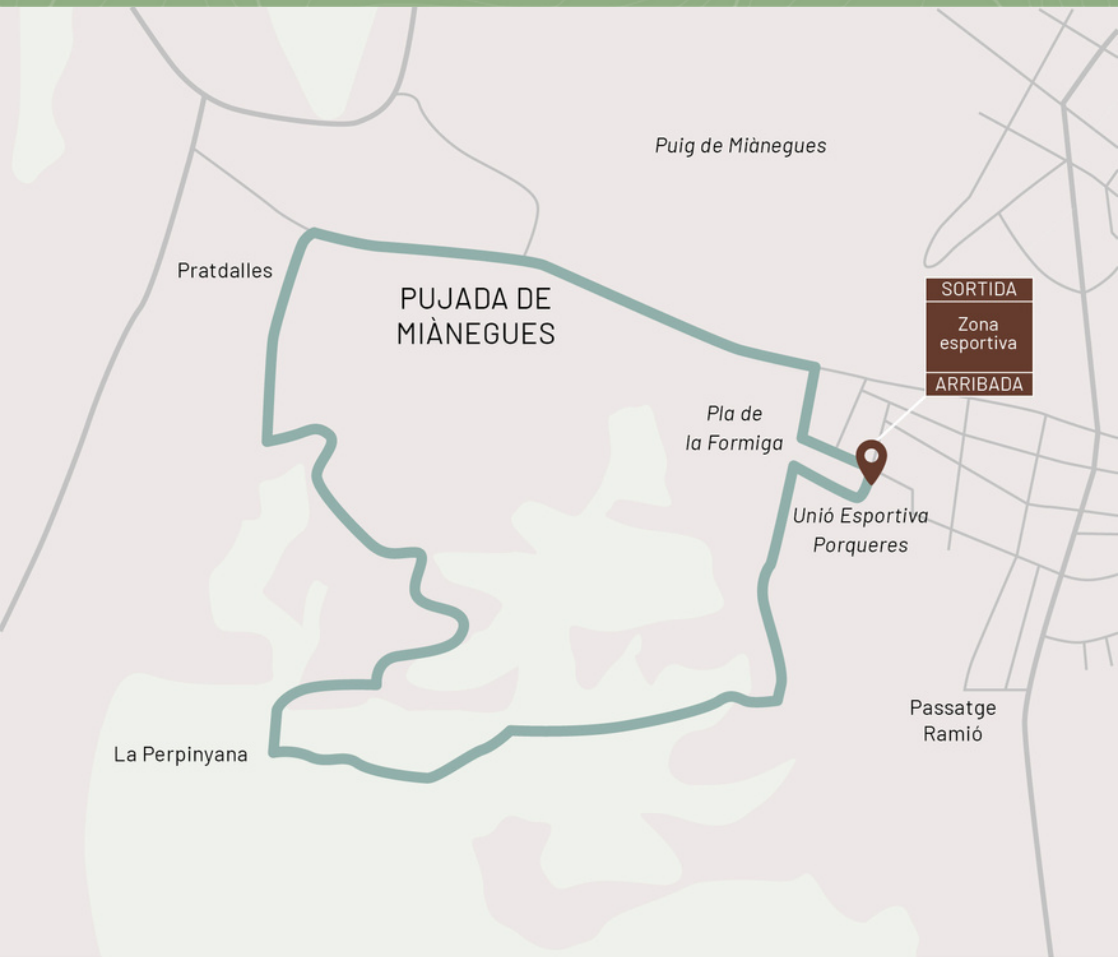 Puig de Miànegues
Pratdalles
PUJADA DE
MIÀNEGUES
SORTIDA
Zona
esportiva
ARRIBADA
Pla de
la Formiga
Unió Esportiva
Porqueres
Passatge
Ramió
La Perpinyana